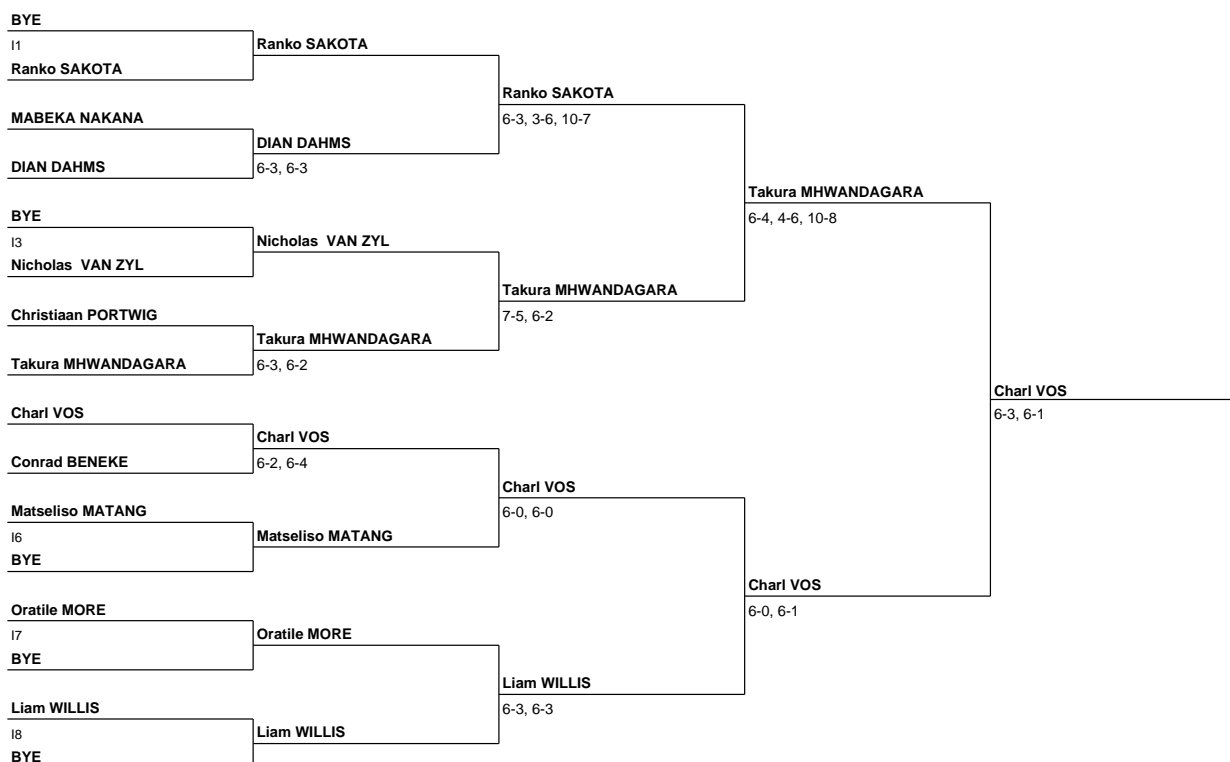 BYE
I1
Ranko SAKOTA
MABEKA NAKANA
DIAN DAHMS
BYE
I3
Nicholas  VAN ZYL
Christiaan PORTWIG
Takura MHWANDAGARA
Charl VOS
Conrad BENEKE
Matseliso MATANG
I6
BYE
Oratile MORE
I7
BYE
Liam WILLIS
I8
BYE
Ranko SAKOTA
DIAN DAHMS
6-3, 6-3
Nicholas  VAN ZYL
Takura MHWANDAGARA
6-3, 6-2
Charl VOS
6-2, 6-4
Matseliso MATANG
Oratile MORE
Liam WILLIS
Ranko SAKOTA
6-3, 3-6, 10-7
Takura MHWANDAGARA
7-5, 6-2
Charl VOS
6-0, 6-0
Liam WILLIS
6-3, 6-3
Takura MHWANDAGARA
6-4, 4-6, 10-8
Charl VOS
6-0, 6-1
Charl VOS
6-3, 6-1